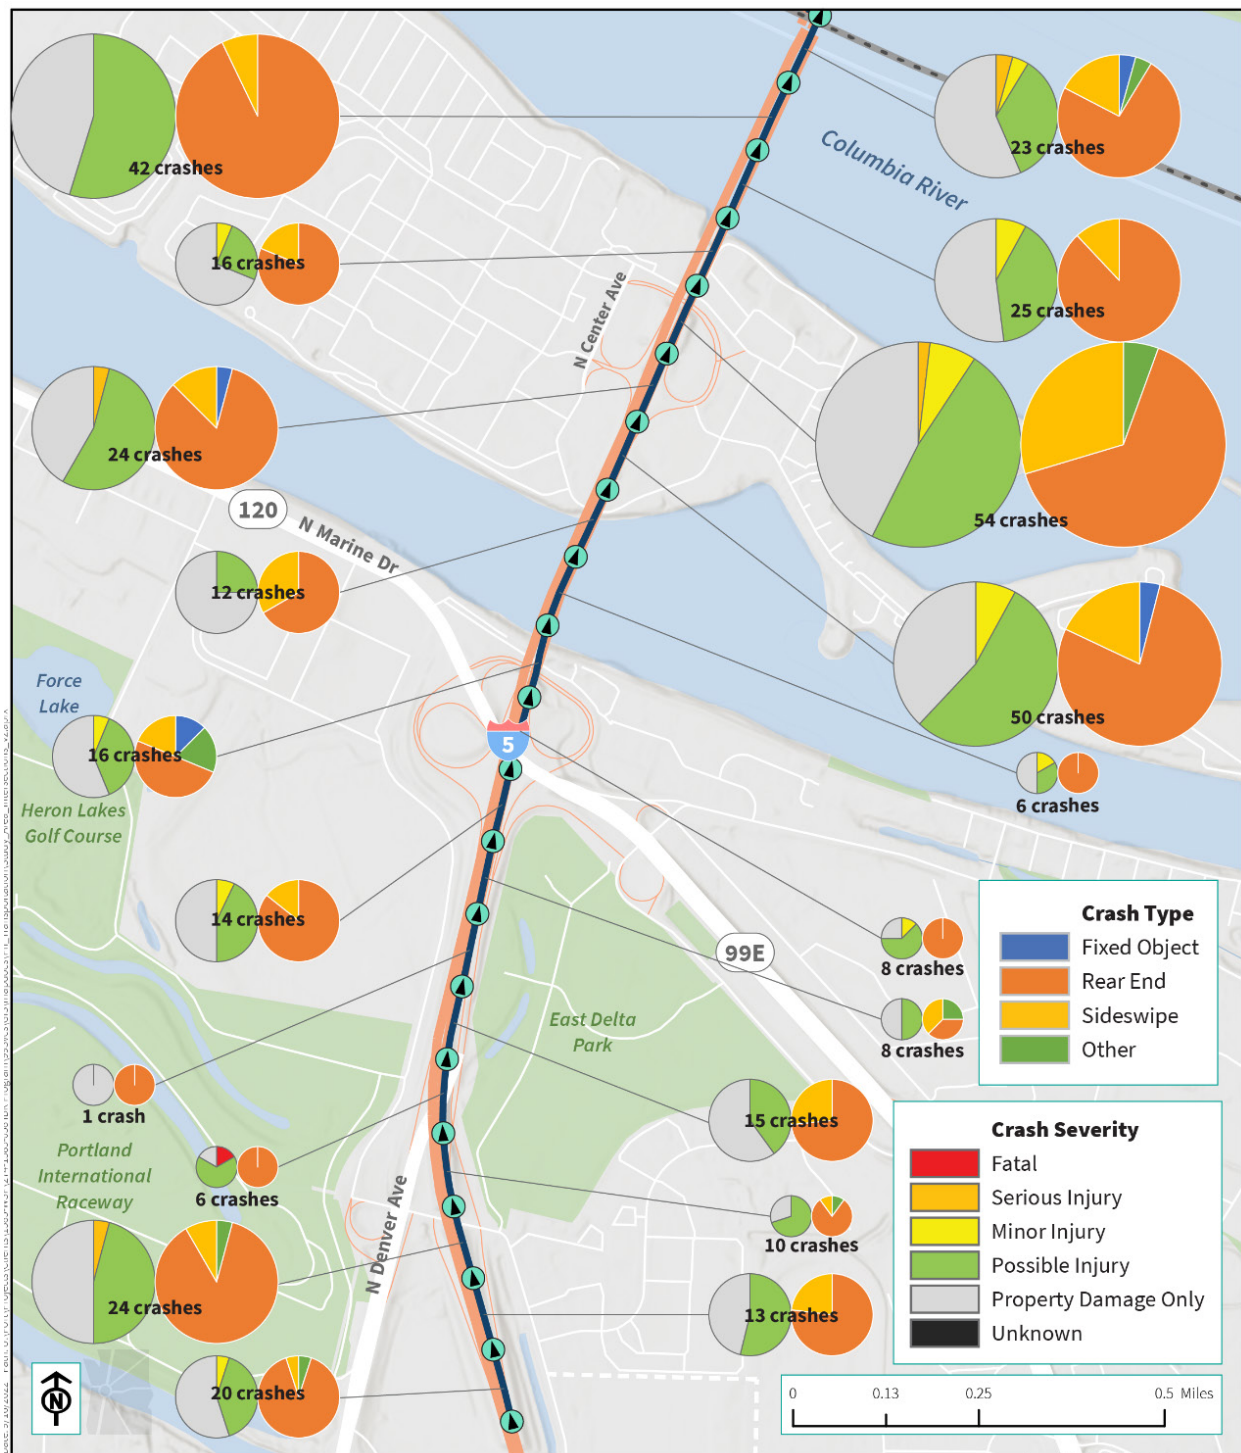 42 crashes
23 crashes
Columbia River
16 crashes
25 crashes
N Center Ave
24 crashes
54 crashes
120
N Marine Dr
12 crashes
Force
Lake
50 crashes
5
16 crashes
6 crashes
Heron Lakes
Golf Course
14 crashes
99E
8 crashes
East Delta
Park
8 crashes
Crash Type
Fixed Object
Rear End
Sideswipe
Other
1 crash
15 crashes
Portland
International
Raceway
6 crashes
N Denver Ave
10 crashes
24 crashes
13 crashes
Crash Severity
Fatal
Serious Injury
Minor Injury
Possible Injury
Property Damage Only
Unknown
20 crashes
N
0 0.13 0.25 0.5 Miles